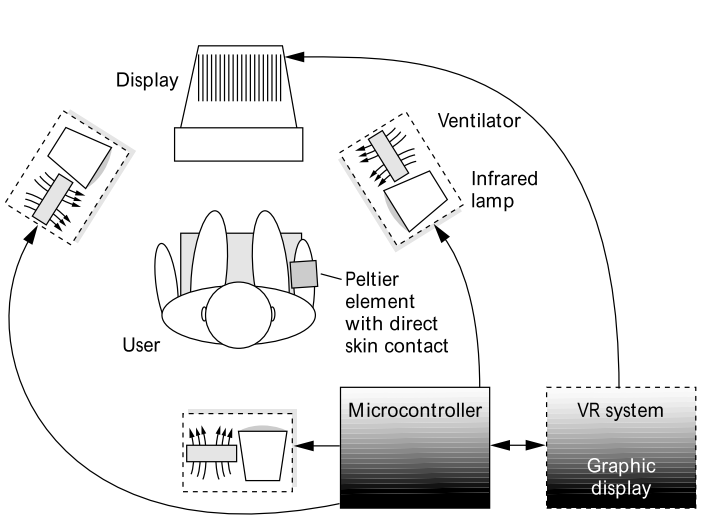 Display
Ventilator
Infrared
lamp
Peltier
element
with direct
skin contact
User
Microcontroller
VR system
Graphic
display